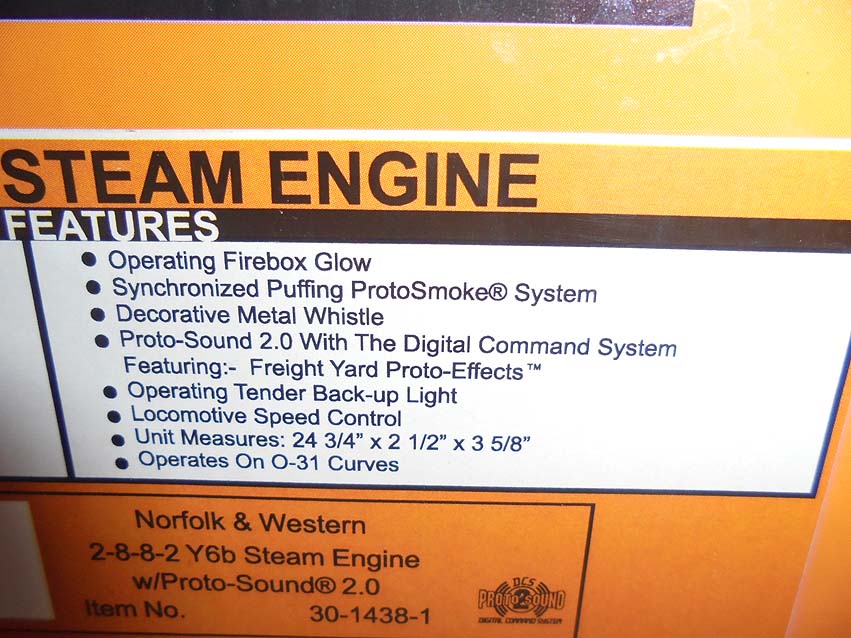 STEAM ENGINE
FEATURES
• Operating Firebox Glow
• Synchronized Puffing ProtoSmoke® System
• Decorative Metal Whistle
• Proto-Sound 2.0 With The Digital Command System
Featuring:- Freight Yard Proto-Effects™
• Operating Tender Back-up Light
• Locomotive Speed Control
• Unit Measures: 24 3/4” x 2 1/2” x 3 5/8”
• Operates On O-31 Curves
Norfolk & Western
2-8-8-2 Y6b Steam Engine
w/Proto-Sound® 2.0
Item No. 30-1438-1
DCS
PROTO 2 SOUND
DIGITAL COMMAND SYSTEM